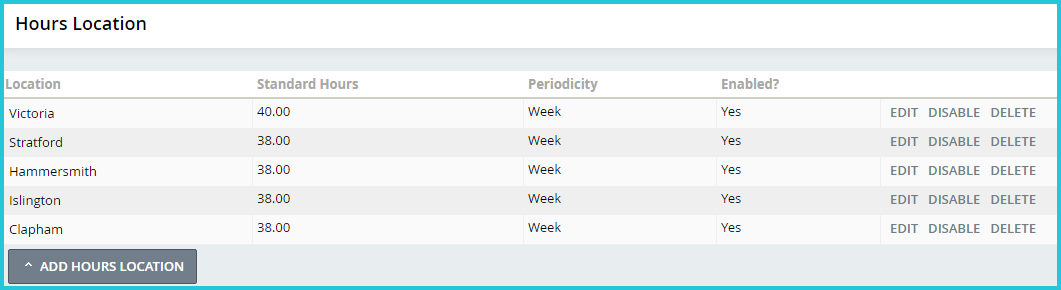 Hours Location
Location Standard Hours Periodicity Enabled?
Victoria 40.00 Week Yes EDIT DISABLE DELETE
Stratford 38.00 Week Yes EDIT DISABLE DELETE
Hammersmith 38.00 Week Yes EDIT DISABLE DELETE
Islington 38.00 Week Yes EDIT DISABLE DELETE
Clapham 38.00 Week Yes EDIT DISABLE DELETE
ADD HOURS LOCATION